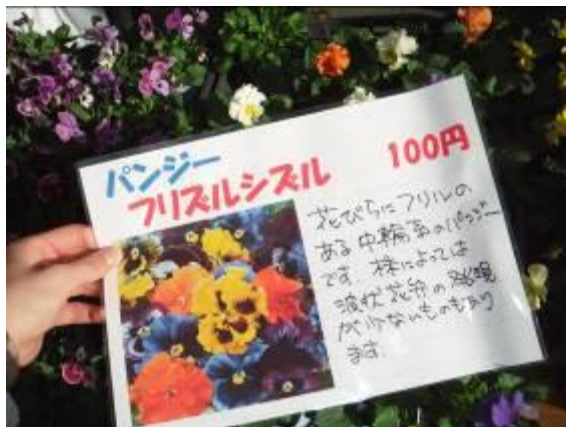 パンジー
フリズルシズル
100円
花びらにフリルの
ある中輪系のパンジー
です。株によっては
波状花弁の発現
が少ないものもあり
ます。